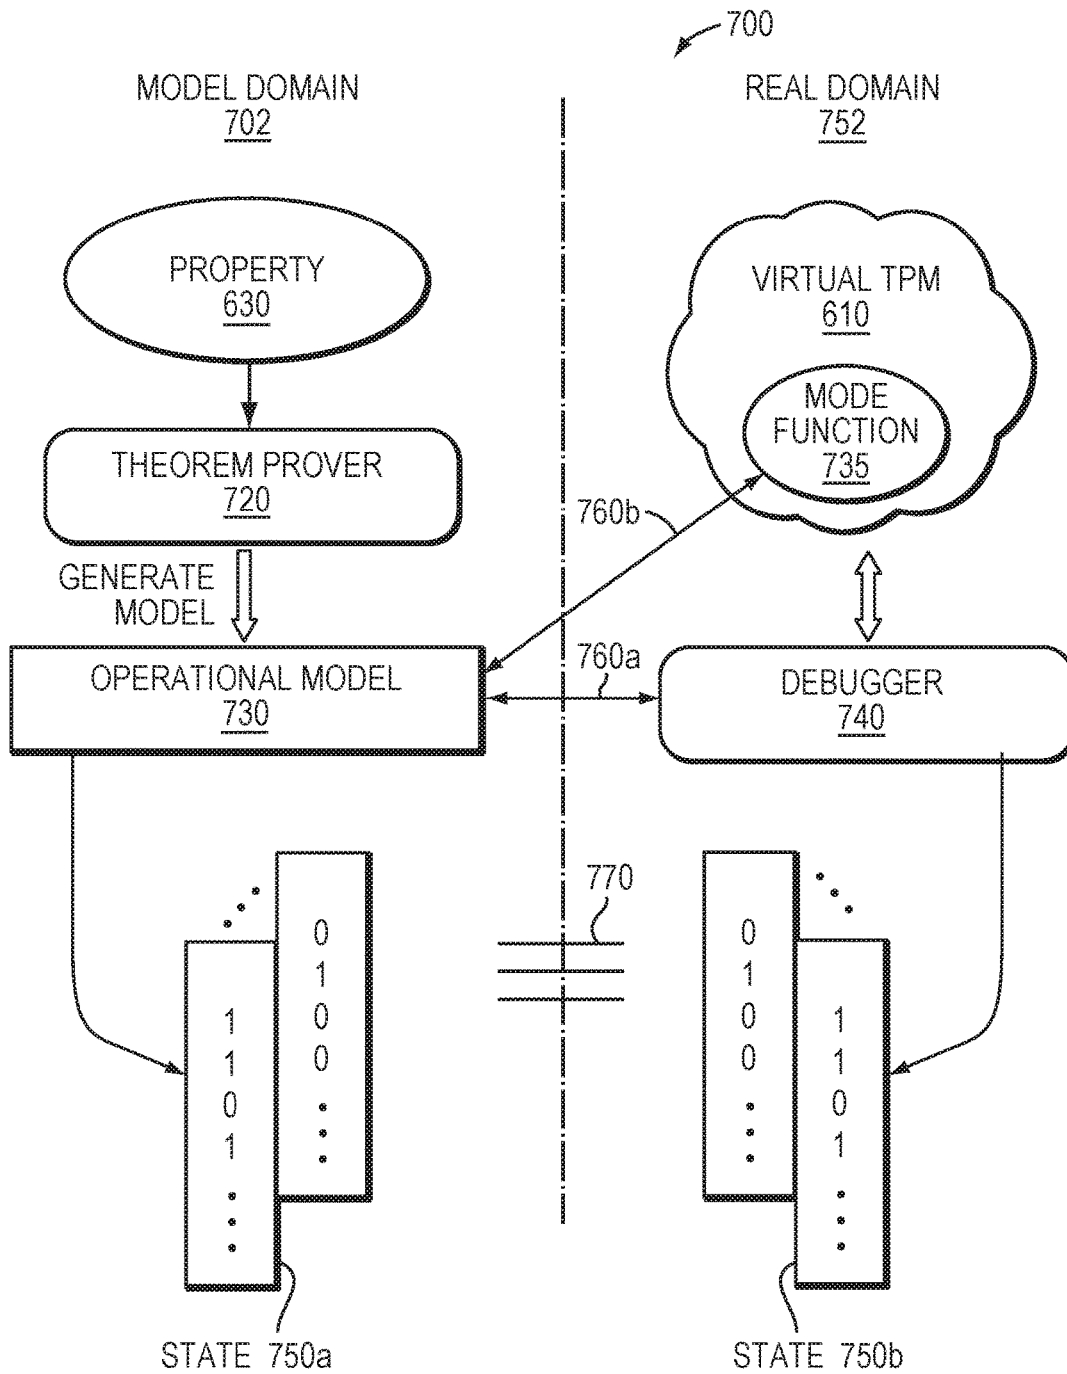 700
MODEL DOMAIN
702
REAL DOMAIN
752
PROPERTY
630
VIRTUAL TPM
610
MODE
FUNCTION
735
THEOREM PROVER
720
760b
GENERATE
MODEL
OPERATIONAL MODEL
730
760a
DEBUGGER
740
770
0
1
0
0
1
1
0
1
0
1
0
0
1
1
0
1
STATE 750a
STATE 750b